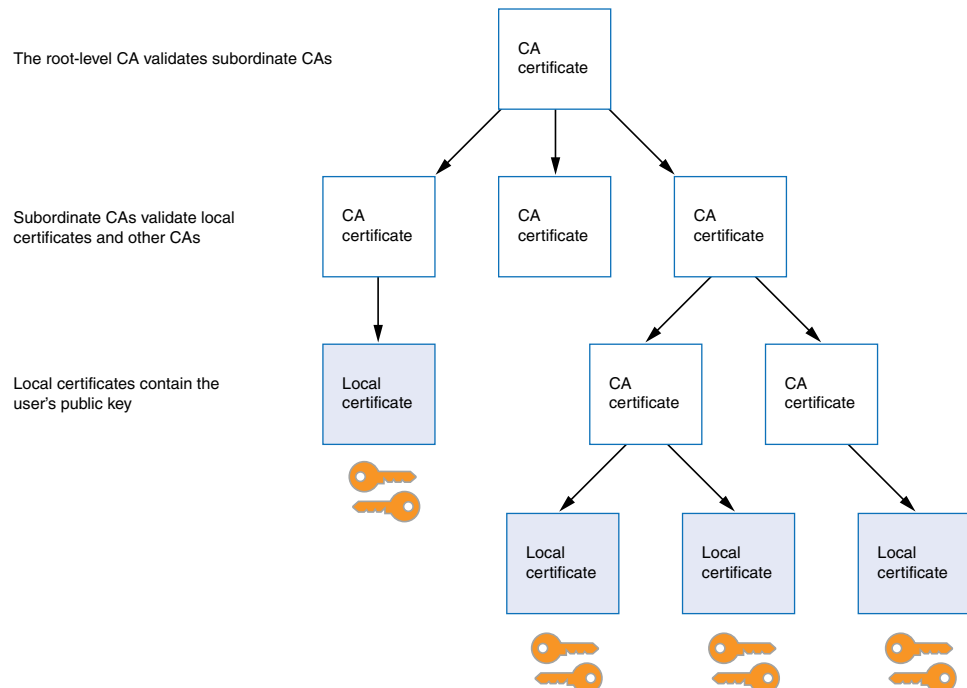 The root-level CA validates subordinate CAs
CA
certificate
Subordinate CAs validate local
certificates and other CAs
CA
certificate
CA
certificate
CA
certificate
Local certificates contain the
user's public key
Local
certificate
CA
certificate
CA
certificate
Local
certificate
Local
certificate
Local
certificate